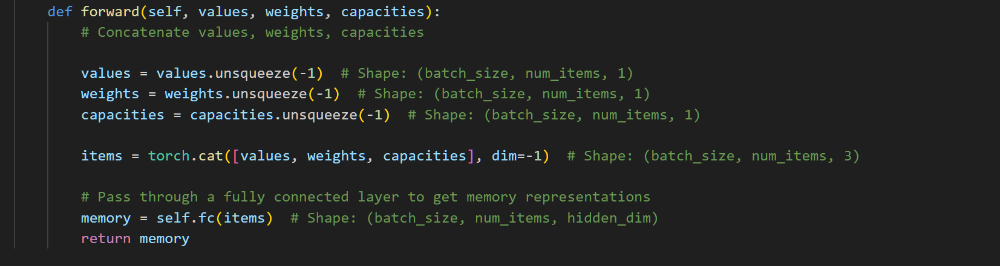 def forward(self, values, weights, capacities):
# Concatenate values, weights, capacities
values = values.unsqueeze(-1)  # Shape: (batch_size, num_items, 1)
weights = weights.unsqueeze(-1)  # Shape: (batch_size, num_items, 1)
capacities = capacities.unsqueeze(-1)  # Shape: (batch_size, num_items, 1)
items = torch.cat([values, weights, capacities], dim=-1)  # Shape: (batch_size, num_items, 3)
# Pass through a fully connected layer to get memory representations
memory = self.fc(items)  # Shape: (batch_size, num_items, hidden_dim)
return memory